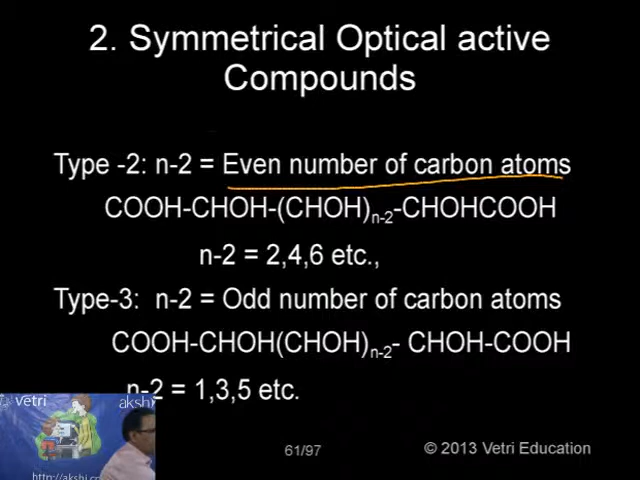 2. Symmetrical Optical active
Compounds
Type -2: n-2 = Even number of carbon atoms
COOH-CHOH-(CHOH)n-2-CHOHCOOH
n-2 = 2,4,6 etc.,
Type-3: n-2 = Odd number of carbon atoms
COOH-CHOH(CHOH)n-2- CHOH-COOH
n-2 = 1,3,5 etc.
vetri akshi
http://akshi.co
61/97
© 2013 Vetri Education